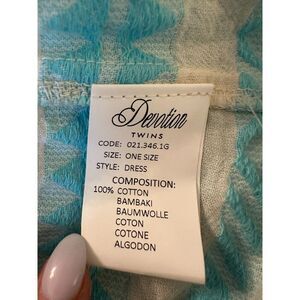 Devotion
TWINS
CODE: 021.346.1G
SIZE: ONE SIZE
STYLE: DRESS
COMPOSITION:
100% COTTON
BAMBAKI
BAUMWOLLE
COTON
COTONE
ALGODON